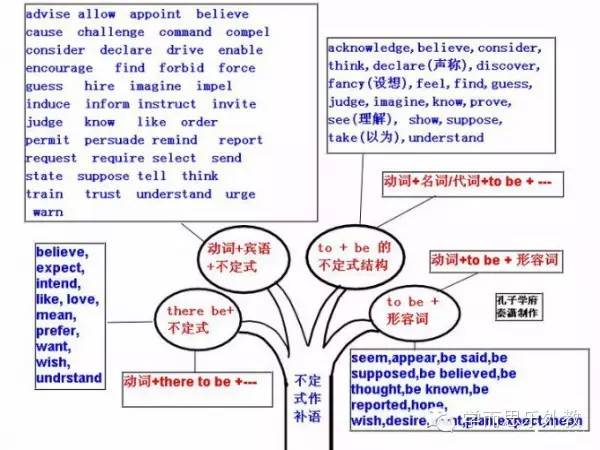 advise allow appoint believe
cause challenge command compel
consider declare drive enable
encourage find forbid force
guess hire imagine impel
induce inform instruct invite
judge know like order
permit persuade remind report
request require select send
state suppose tell think
train trust understand urge
warn
acknowledge,believe,consider,
think,declare(声称),discover,
fancy(设想),feel,find,guess,
judge,imagine,know,prove,
see(理解), show,suppose,
take(以为),understand
动词+名词/代词+to be + ---
动词+宾语
+不定式
to + be 的
不定式结构
动词+to be + 形容词
believe,
expect,
intend,
like, love,
mean,
prefer,
want,
wish,
undrstand
there be+
不定式
to be +
形容词
孔子学府
秦潇制作
动词+there to be +---
不定
式作
补语
seem,appear,be said,be
supposed,be believed,be
thought,be known,be
reported,hope,
wish,desire,want,plan,expect,mean
学而思乐外教